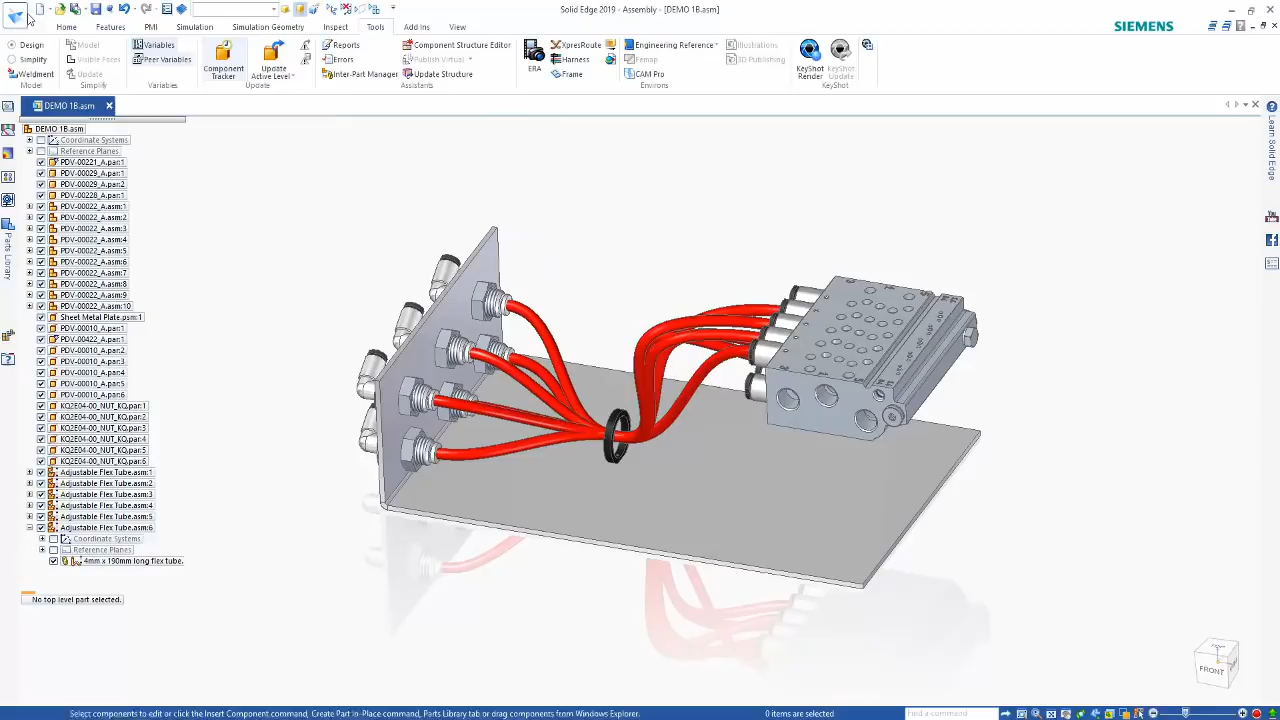 Solid Edge 2019 - Assembly - [DEMO 1B.asm]
Home Features PMI Simulation Simulation Geometry Inspect Tools Add Ins View
SIEMENS
Design
Simplify
Weldment
Model
Model
Visible Faces
Update
Simplify
Variables
Peer Variables
Variables
Component
Tracker
Update
Active Level
Update
Reports
Errors
Inter-Part Manager
Component Structure Editor
Publish Virtual
Update Structure
Assistants
ERA
XpresRoute
Harness
Frame
Engineering Reference
Femap
CAM Pro
Environs
Illustrations
3D Publishing
KeyShot
Render
KeyShot
Update
KeyShot
DEMO 1B.asm
DEMO 1B.asm
Coordinate Systems
Reference Planes
PDV-00221_A.par:1
PDV-00029_A.par:1
PDV-00029_A.par:2
PDV-00228_A.par:1
PDV-00022_A.asm:1
PDV-00022_A.asm:2
PDV-00022_A.asm:3
PDV-00022_A.asm:4
PDV-00022_A.asm:5
PDV-00022_A.asm:6
PDV-00022_A.asm:7
PDV-00022_A.asm:8
PDV-00022_A.asm:9
PDV-00022_A.asm:10
Sheet Metal Plate.psm:1
PDV-00010_A.par:1
PDV-00422_A.par:1
PDV-00010_A.par:2
PDV-00010_A.par:3
PDV-00010_A.par:4
PDV-00010_A.par:5
PDV-00010_A.par:6
KQ2E04-00_NUT_KQ.par:1
KQ2E04-00_NUT_KQ.par:2
KQ2E04-00_NUT_KQ.par:3
KQ2E04-00_NUT_KQ.par:4
KQ2E04-00_NUT_KQ.par:5
KQ2E04-00_NUT_KQ.par:6
Adjustable Flex Tube.asm:1
Adjustable Flex Tube.asm:2
Adjustable Flex Tube.asm:3
Adjustable Flex Tube.asm:4
Adjustable Flex Tube.asm:5
Adjustable Flex Tube.asm:6
Coordinate Systems
Reference Planes
4mm x 190mm long flex tube.
No top level part selected.
Parts Library
Learn Solid Edge
You
Tube
TOP
FRONT
Select components to edit or click the Insert Component command, Create Part In-Place command, Parts Library tab or drag components from Windows Explorer.
0 items are selected
Find a command